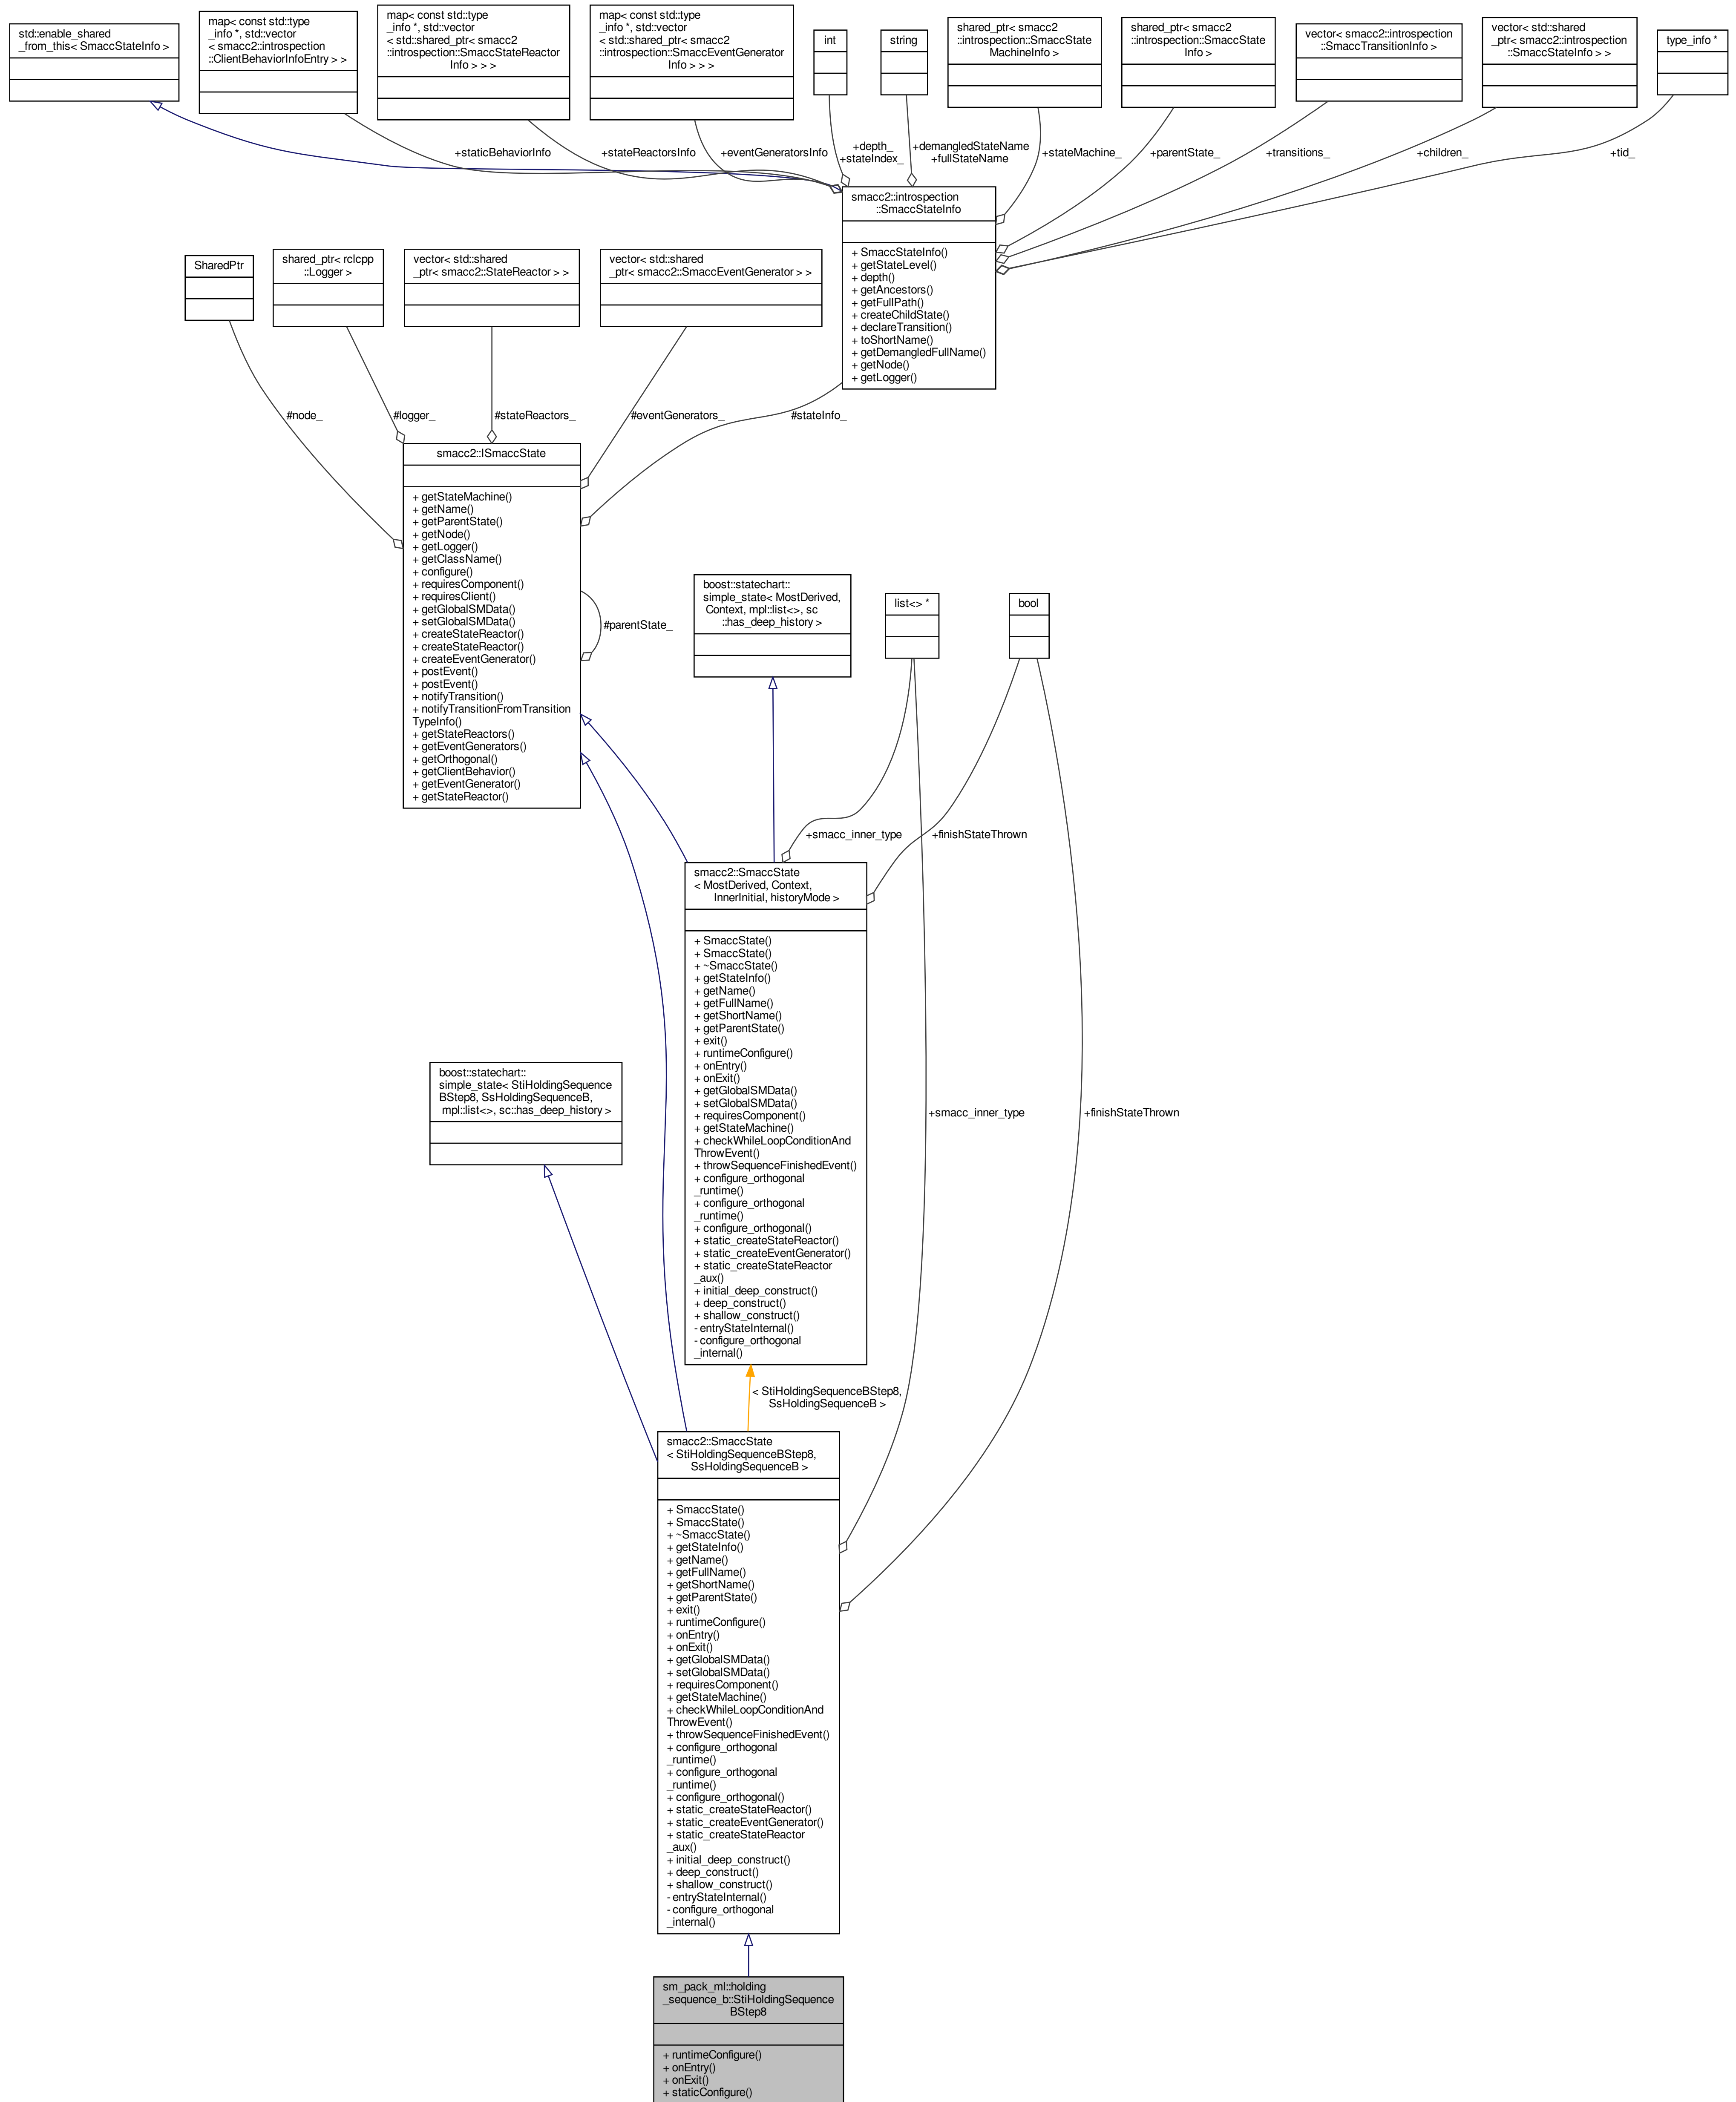 std::enable_shared
_from_this< SmaccStateInfo >
map< const std::type
_info *, std::vector
< smacc2::introspection
::ClientBehaviorInfoEntry > >
map< const std::type
_info *, std::vector
< std::shared_ptr< smacc2
::introspection::SmaccStateReactor
Info > > >
map< const std::type
_info *, std::vector
< std::shared_ptr< smacc2
::introspection::SmaccEventGenerator
Info > > >
int
string
shared_ptr< smacc2
::introspection::SmaccState
MachineInfo >
shared_ptr< smacc2
::introspection::SmaccState
Info >
vector< smacc2::introspection
::SmaccTransitionInfo >
vector< std::shared
_ptr< smacc2::introspection
::SmaccStateInfo > >
type_info *
+staticBehaviorInfo
+stateReactorsInfo
+eventGeneratorsInfo
+depth_
+stateIndex_
+demangledStateName
+fullStateName
+stateMachine_
+parentState_
+transitions_
+children_
+tid_
smacc2::introspection
::SmaccStateInfo
+ SmaccStateInfo()
+ getStateLevel()
+ depth()
+ getAncestors()
+ getFullPath()
+ createChildState()
+ declareTransition()
+ toShortName()
+ getDemangledFullName()
+ getNode()
+ getLogger()
SharedPtr
shared_ptr< rclcpp
::Logger >
vector< std::shared
_ptr< smacc2::StateReactor > >
vector< std::shared
_ptr< smacc2::SmaccEventGenerator > >
#node_
#logger_
#stateReactors_
#eventGenerators_
#stateInfo_
smacc2::ISmaccState
+ getStateMachine()
+ getName()
+ getParentState()
+ getNode()
+ getLogger()
+ getClassName()
+ configure()
+ requiresComponent()
+ requiresClient()
+ getGlobalSMData()
+ setGlobalSMData()
+ createStateReactor()
+ createStateReactor()
+ createEventGenerator()
+ postEvent()
+ postEvent()
+ notifyTransition()
+ notifyTransitionFromTransition
TypeInfo()
+ getStateReactors()
+ getEventGenerators()
+ getOrthogonal()
+ getClientBehavior()
+ getEventGenerator()
+ getStateReactor()
#parentState_
boost::statechart::
simple_state< MostDerived,
Context, mpl::list<>, sc
::has_deep_history >
list<> *
bool
+smacc_inner_type
+finishStateThrown
smacc2::SmaccState
< MostDerived, Context,
InnerInitial, historyMode >
+ SmaccState()
+ SmaccState()
+ ~SmaccState()
+ getStateInfo()
+ getName()
+ getFullName()
+ getShortName()
+ getParentState()
+ exit()
+ runtimeConfigure()
+ onEntry()
+ onExit()
+ getGlobalSMData()
+ setGlobalSMData()
+ requiresComponent()
+ getStateMachine()
+ checkWhileLoopConditionAnd
ThrowEvent()
+ throwSequenceFinishedEvent()
+ configure_orthogonal
_runtime()
+ configure_orthogonal
_runtime()
+ configure_orthogonal()
+ static_createStateReactor()
+ static_createEventGenerator()
+ static_createStateReactor
_aux()
+ initial_deep_construct()
+ deep_construct()
+ shallow_construct()
- entryStateInternal()
- configure_orthogonal
_internal()
boost::statechart::
simple_state< StiHoldingSequence
BStep8, SsHoldingSequenceB,
mpl::list<>, sc::has_deep_history >
+smacc_inner_type
+finishStateThrown
< StiHoldingSequenceBStep8,
SsHoldingSequenceB >
smacc2::SmaccState
< StiHoldingSequenceBStep8,
SsHoldingSequenceB >
+ SmaccState()
+ SmaccState()
+ ~SmaccState()
+ getStateInfo()
+ getName()
+ getFullName()
+ getShortName()
+ getParentState()
+ exit()
+ runtimeConfigure()
+ onEntry()
+ onExit()
+ getGlobalSMData()
+ setGlobalSMData()
+ requiresComponent()
+ getStateMachine()
+ checkWhileLoopConditionAnd
ThrowEvent()
+ throwSequenceFinishedEvent()
+ configure_orthogonal
_runtime()
+ configure_orthogonal
_runtime()
+ configure_orthogonal()
+ static_createStateReactor()
+ static_createEventGenerator()
+ static_createStateReactor
_aux()
+ initial_deep_construct()
+ deep_construct()
+ shallow_construct()
- entryStateInternal()
- configure_orthogonal
_internal()
sm_pack_ml::holding
_sequence_b::StiHoldingSequence
BStep8
+ runtimeConfigure()
+ onEntry()
+ onExit()
+ staticConfigure()